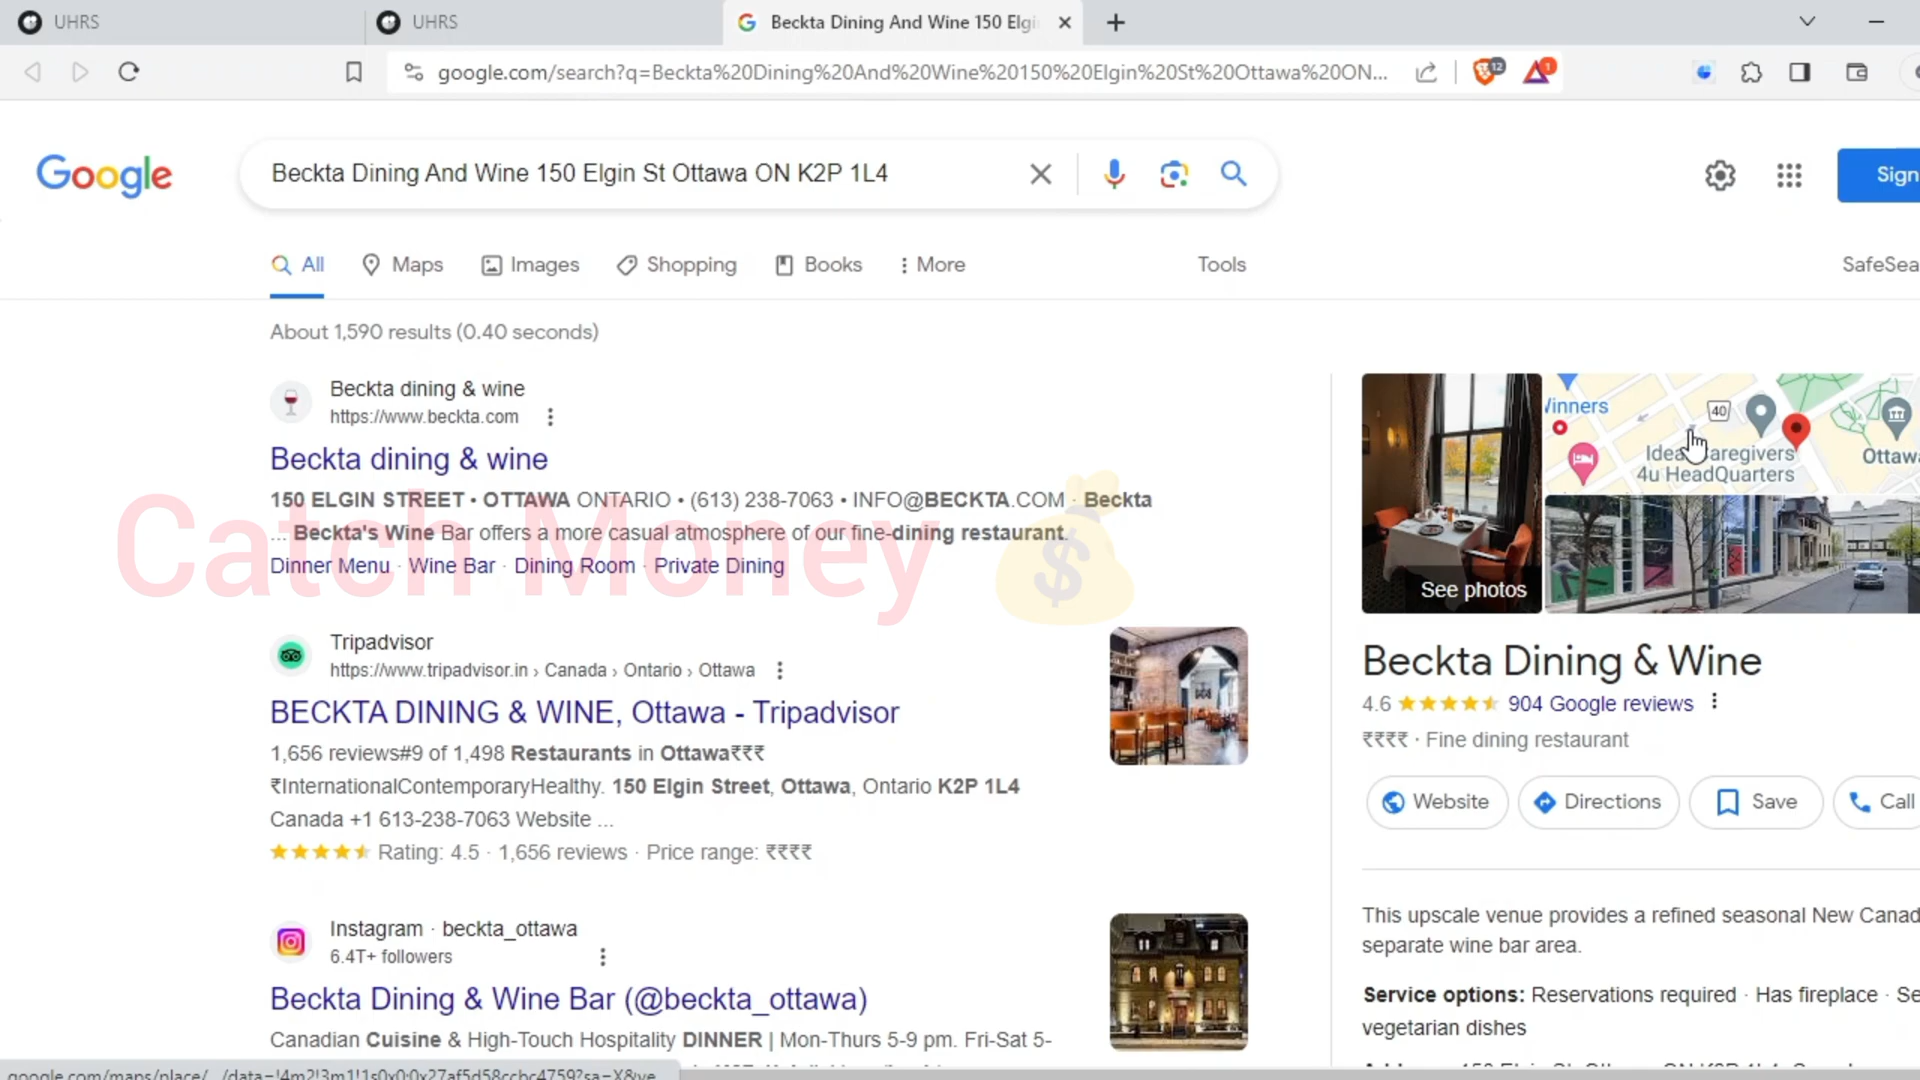 UHRS
UHRS
Beckta Dining And Wine 150 Elgi
google.com/search?q=Beckta%20Dining%20And%20Wine%20150%20Elgin%20St%20Ottawa%20ON...
12
1
Google
Beckta Dining And Wine 150 Elgin St Ottawa ON K2P 1L4
Sign
All
Maps
Images
Shopping
Books
More
Tools
SafeSea
About 1,590 results (0.40 seconds)
Beckta dining & wine
https://www.beckta.com
Beckta dining & wine
150 ELGIN STREET • OTTAWA ONTARIO • (613) 238-7063 • INFO@BECKTA.COM · Beckta
... Beckta's Wine Bar offers a more casual atmosphere of our fine-dining restaurant.
Dinner Menu · Wine Bar · Dining Room · Private Dining
Catch Money
$
Tripadvisor
https://www.tripadvisor.in › Canada › Ontario › Ottawa
BECKTA DINING & WINE, Ottawa - Tripadvisor
1,656 reviews#9 of 1,498 Restaurants in Ottawa₹₹₹
₹InternationalContemporaryHealthy. 150 Elgin Street, Ottawa, Ontario K2P 1L4
Canada +1 613-238-7063 Website ...
Rating: 4.5 · 1,656 reviews · Price range: ₹₹₹₹
Instagram · beckta_ottawa
6.4T+ followers
Beckta Dining & Wine Bar (@beckta_ottawa)
Canadian Cuisine & High-Touch Hospitality DINNER | Mon-Thurs 5-9 pm. Fri-Sat 5-
See photos
Winners
40
Caregivers
4u HeadQuarters
Ottawa
Beckta Dining & Wine
4.6 904 Google reviews
₹₹₹₹ · Fine dining restaurant
Website
Directions
Save
Call
This upscale venue provides a refined seasonal New Canad
separate wine bar area.
Service options: Reservations required · Has fireplace · Se
vegetarian dishes